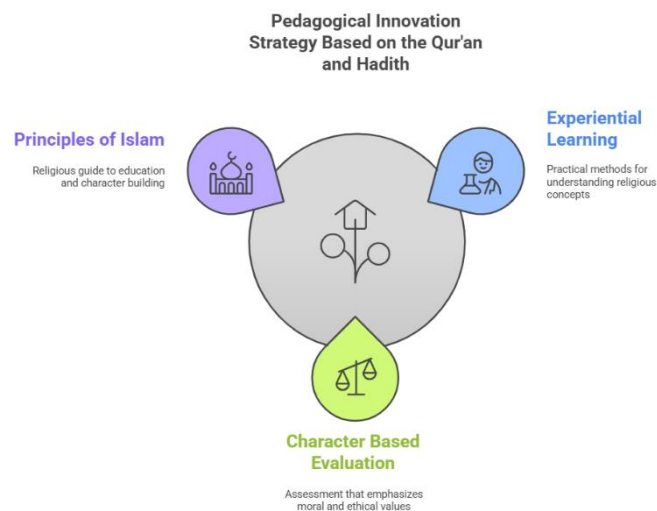 Pedagogical Innovation
Strategy Based on the Qur'an
and Hadith
Principles of Islam
Religious guide to education
and character building
Experiential
Learning
Practical methods for
understanding religious
concepts
Character Based
Evaluation
Assessment that emphasizes
moral and ethical values